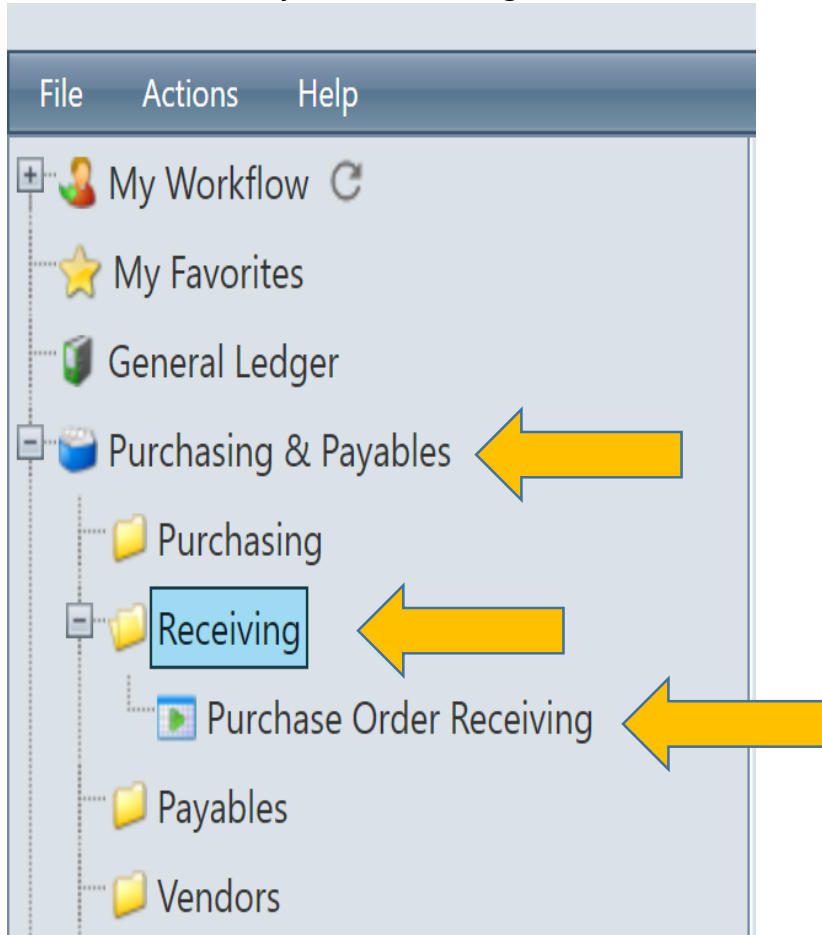 File Actions Help
My Workflow
My Favorites
General Ledger
Purchasing & Payables
Purchasing
Receiving
Purchase Order Receiving
Payables
Vendors